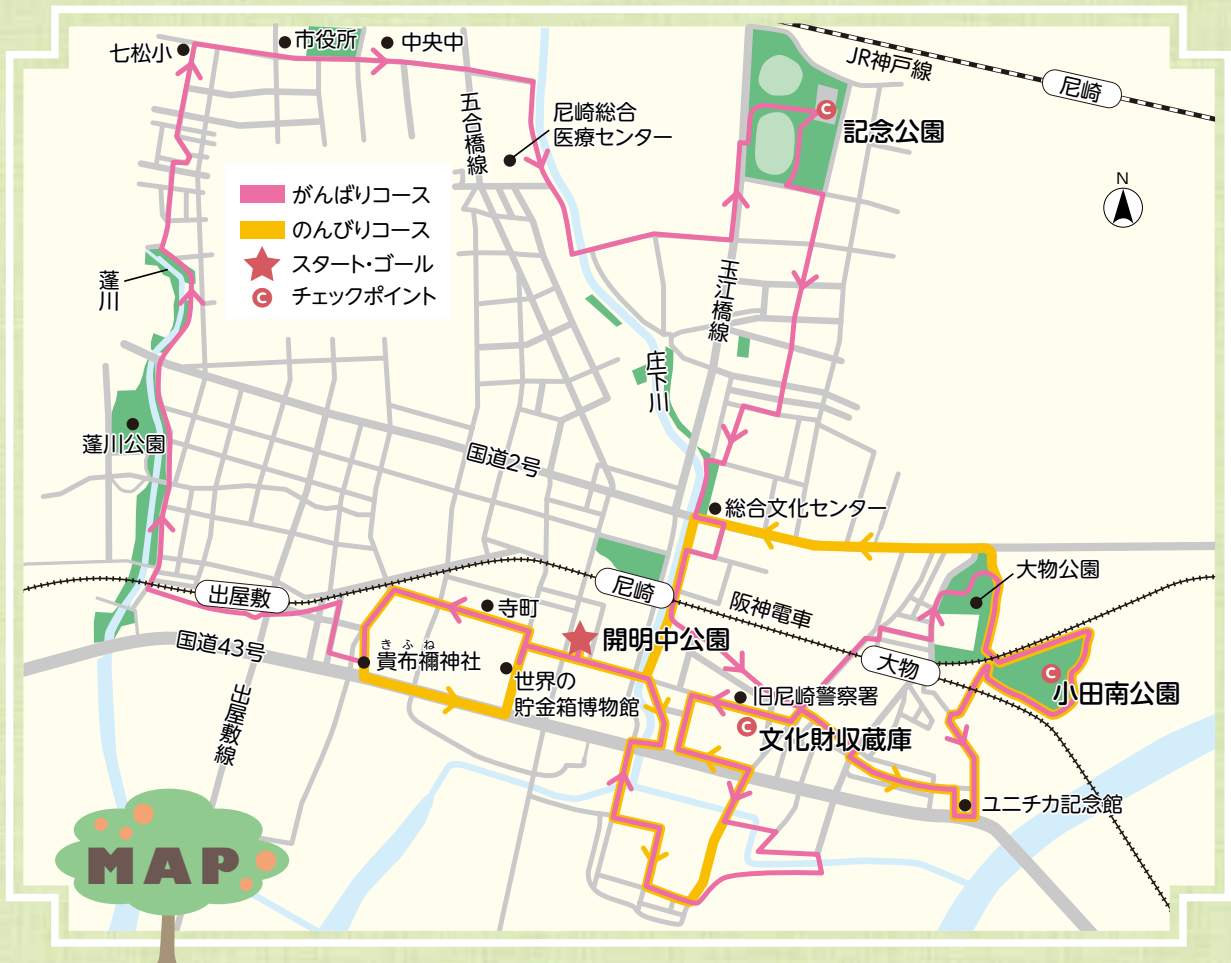 七松小
市役所
中央中
JR神戸線
尼崎
五合橋線
尼崎総合
医療センター
記念公園
N
がんばりコース
のんびりコース
スタート・ゴール
C チェックポイント
C
蓬川
玉江橋線
庄下川
蓬川公園
国道2号
総合文化センター
大物公園
出屋敷
尼崎
阪神電車
寺町
開明中公園
大物
国道43号
きふね
貴布禰神社
世界の
貯金箱博物館
旧尼崎警察署
C
文化財収蔵庫
C
小田南公園
出屋敷線
ユニチカ記念館
MAP